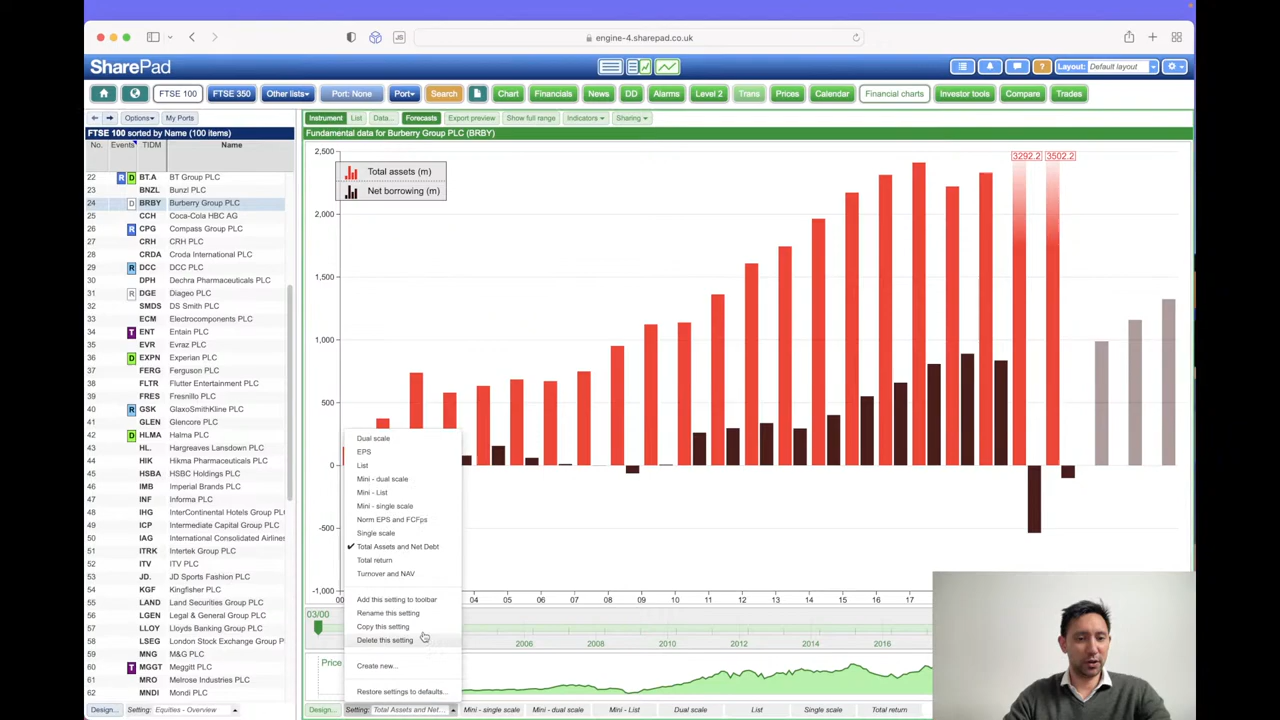 engine-4.sharepad.co.uk
SharePad
Layout: Default layout
FTSE 100 FTSE 350 Other lists Port: None Port Search Chart Financials News DD Alarms Level 2 Trans Prices Calendar Financial charts Investor tools Compare Trades
Options My Ports
Instrument List Data... Forecasts Export preview Show full range Indicators Sharing
FTSE 100 sorted by Name (100 items)
Fundamental data for Burberry Group PLC (BRBY)
No. Events TIDM Name
22 R D BT.A BT Group PLC
23 BNZL Bunzl PLC
24 D BRBY Burberry Group PLC
25 CCH Coca-Cola HBC AG
26 R CPG Compass Group PLC
27 CRH CRH PLC
28 CRDA Croda International PLC
29 R DCC DCC PLC
30 DPH Dechra Pharmaceuticals PLC
31 R DGE Diageo PLC
32 SMDS DS Smith PLC
33 ECM Electrocomponents PLC
34 T ENT Entain PLC
35 EVR Evraz PLC
36 D EXPN Experian PLC
37 FERG Ferguson PLC
38 FLTR Flutter Entertainment PLC
39 FRES Fresnillo PLC
40 R GSK GlaxoSmithKline PLC
41 GLEN Glencore PLC
42 D HLMA Halma PLC
43 HL. Hargreaves Lansdown PLC
44 HIK Hikma Pharmaceuticals PLC
45 HSBA HSBC Holdings PLC
46 IMB Imperial Brands PLC
47 INF Informa PLC
48 IHG InterContinental Hotels Group PLC
49 ICP Intermediate Capital Group PLC
50 IAG International Consolidated Airlines
51 ITRK Intertek Group PLC
52 ITV ITV PLC
53 JD. JD Sports Fashion PLC
54 KGF Kingfisher PLC
55 LAND Land Securities Group PLC
56 LGEN Legal & General Group PLC
57 LLOY Lloyds Banking Group PLC
58 LSEG London Stock Exchange Group PLC
59 MNG M&G PLC
60 T MGGT Meggitt PLC
61 MRO Melrose Industries PLC
62 MNDI Mondi PLC
Design... Setting: Equities - Overview
2,500
2,000
1,500
1,000
500
0
-500
-1,000
Total assets (m)
Net borrowing (m)
3292.2 3502.2
00 04 05 06 07 08 09 10 11 12 13 14 15 16 17
03/00
2006 2008 2010 2012 2014 2016
Price
Dual scale
EPS
List
Mini - dual scale
Mini - List
Mini - single scale
Norm EPS and FCFps
Single scale
✔ Total Assets and Net Debt
Total return
Turnover and NAV
Add this setting to toolbar
Rename this setting
Copy this setting
Delete this setting
Create new...
Restore settings to defaults...
Design... Setting: Total Assets and Net... Mini - single scale Mini - dual scale Mini - List Dual scale List Single scale Total return